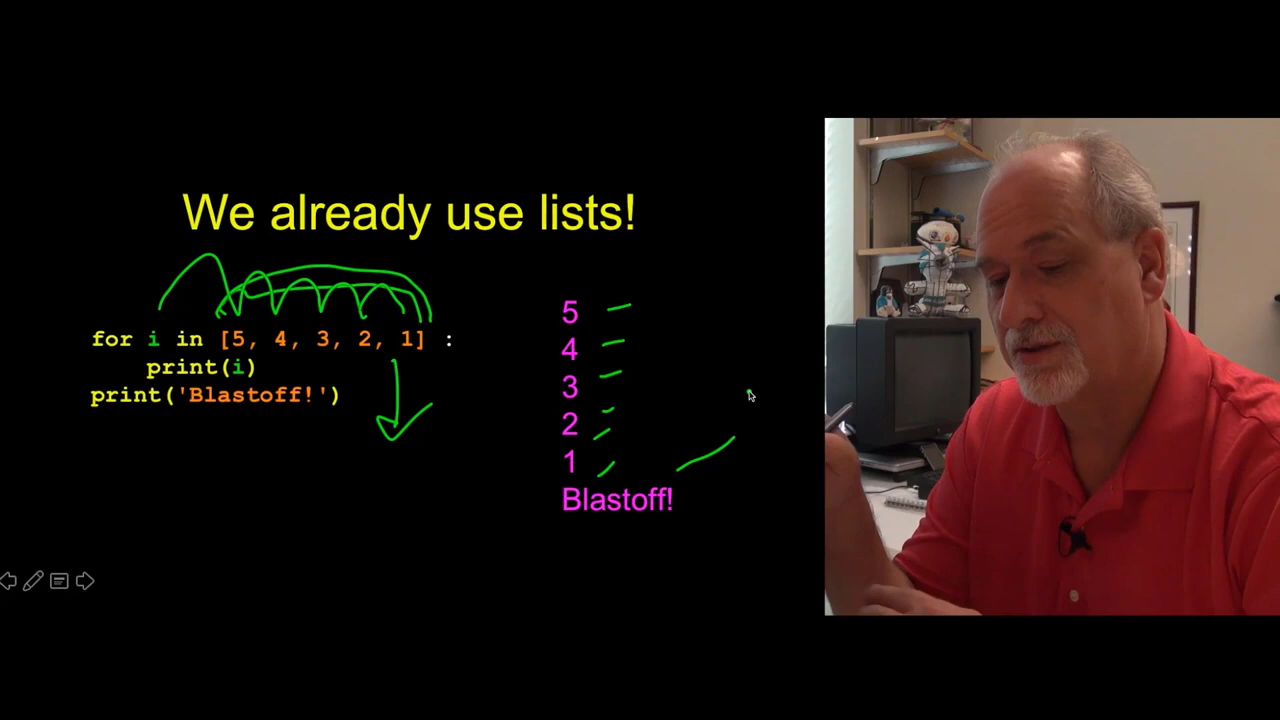 We already use lists!
for i in [5, 4, 3, 2, 1] :
    print(i)
print('Blastoff!')
5
4
3
2
1
Blastoff!